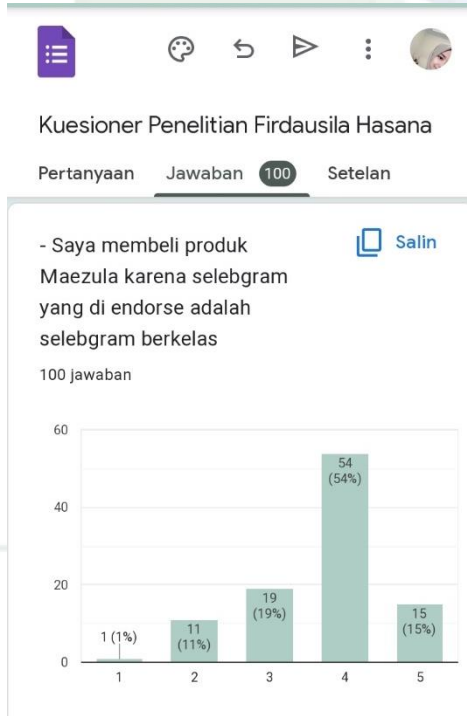 Kuesioner Penelitian Firdausila Hasana
Pertanyaan Jawaban 100 Setelan
- Saya membeli produk
Maezula karena selebgram
yang di endorse adalah
selebgram berkelas
Salin
100 jawaban
60
40
20
0
1 (1%)
11
(11%)
19
(19%)
54
(54%)
15
(15%)
1 2 3 4 5